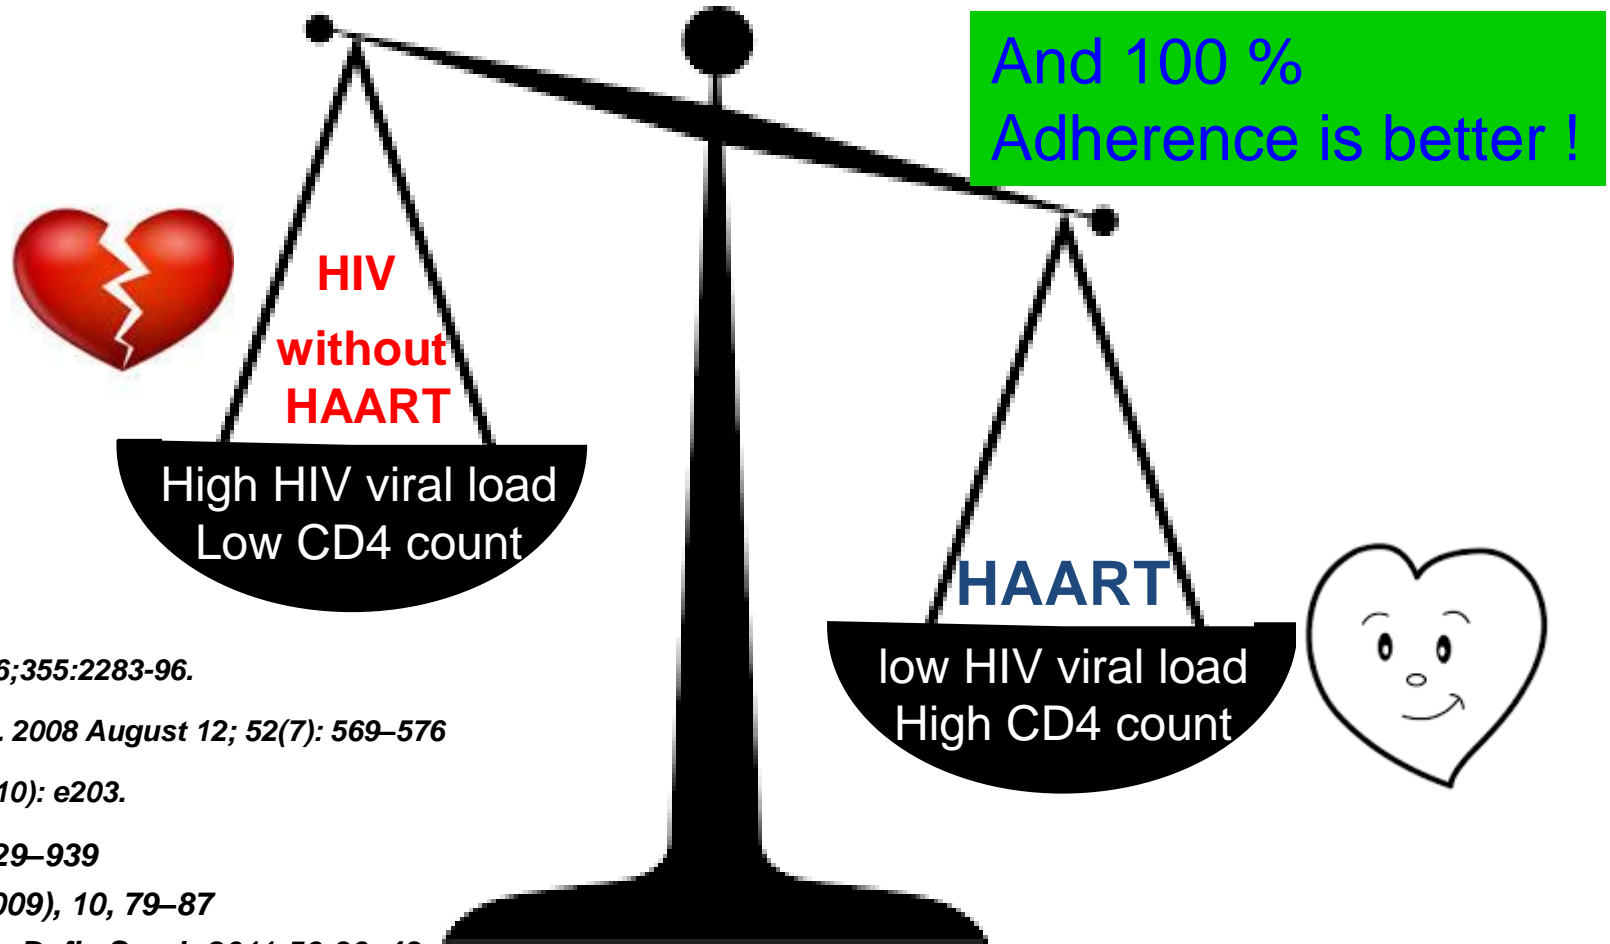 And 100 %
Adherence is better !
HIV
without
HAART
High HIV viral load
Low CD4 count
HAART
low HIV viral load
High CD4 count
6;355:2283-96.
. 2008 August 12; 52(7): 569–576
10): e203.
29–939
009), 10, 79–87